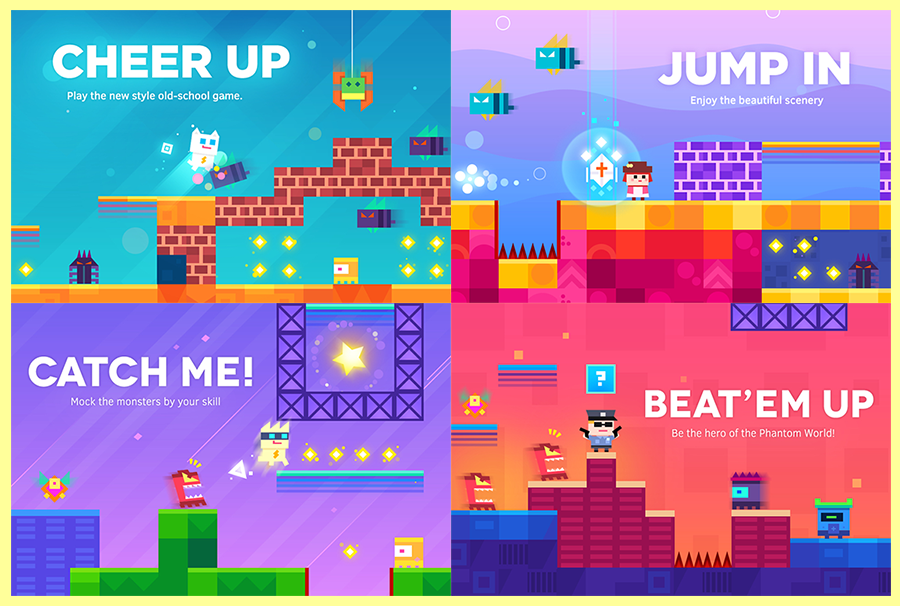 CHEER UP
Play the new style old-school game.
JUMP IN
Enjoy the beautiful scenery
CATCH ME!
Mock the monsters by your skill
?
BEAT'EM UP
Be the hero of the Phantom World!